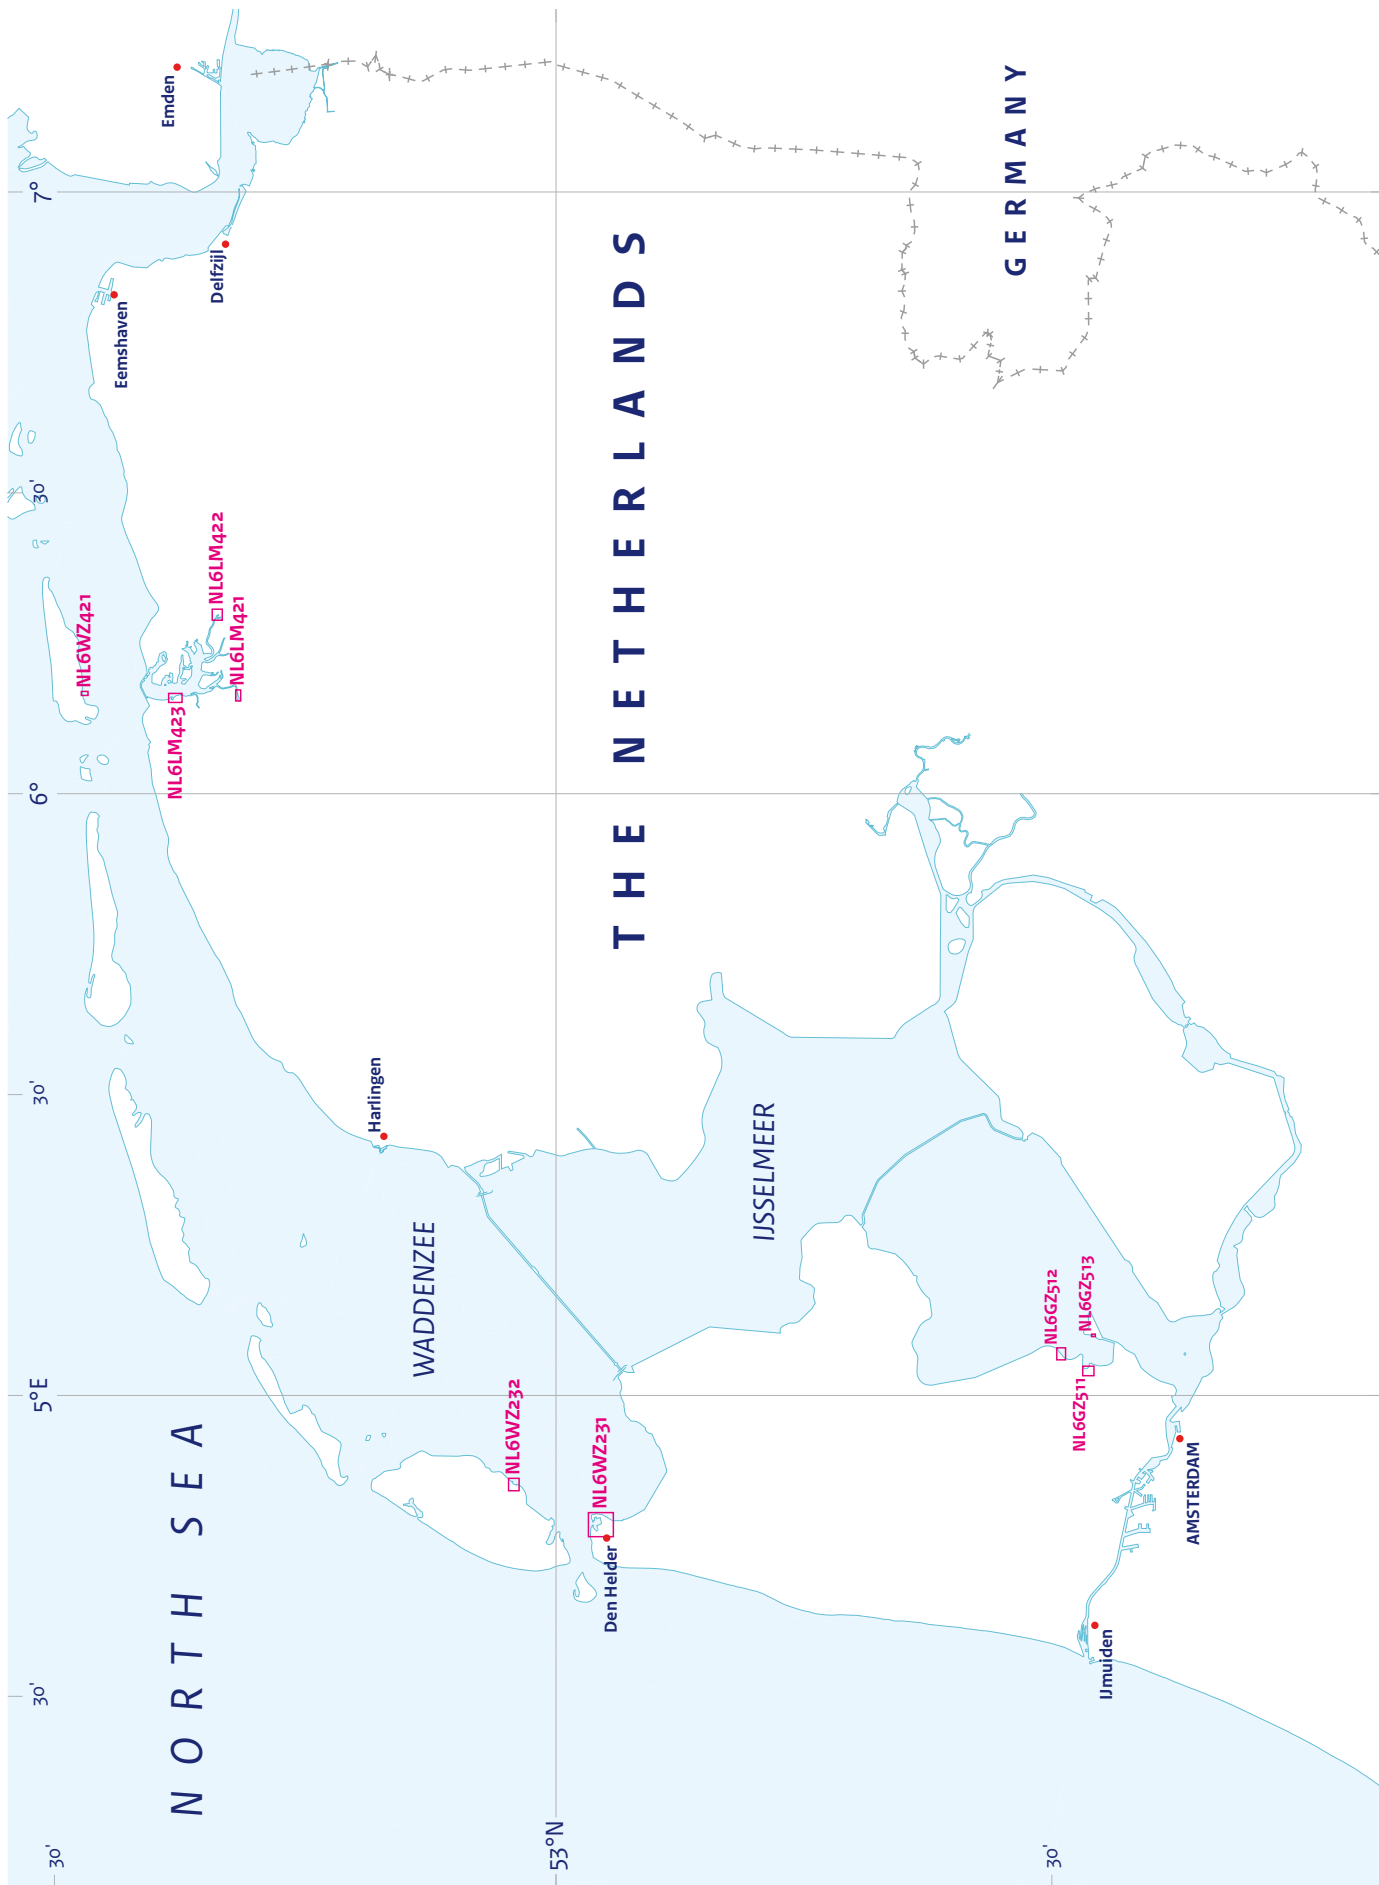 30'
5°E
30'
6°
30'
7°
30'
53°N
30'
NORTH SEA
WADDENZEE
IJSSELMEER
THE NETHERLANDS
GERMANY
Emden
Eemshaven
Delfzijl
Harlingen
Den Helder
AMSTERDAM
IJmuiden
NL6WZ421
NL6LM423
NL6LM422
NL6LM421
NL6WZ232
NL6WZ231
NL6GZ512
NL6GZ513
NL6GZ511